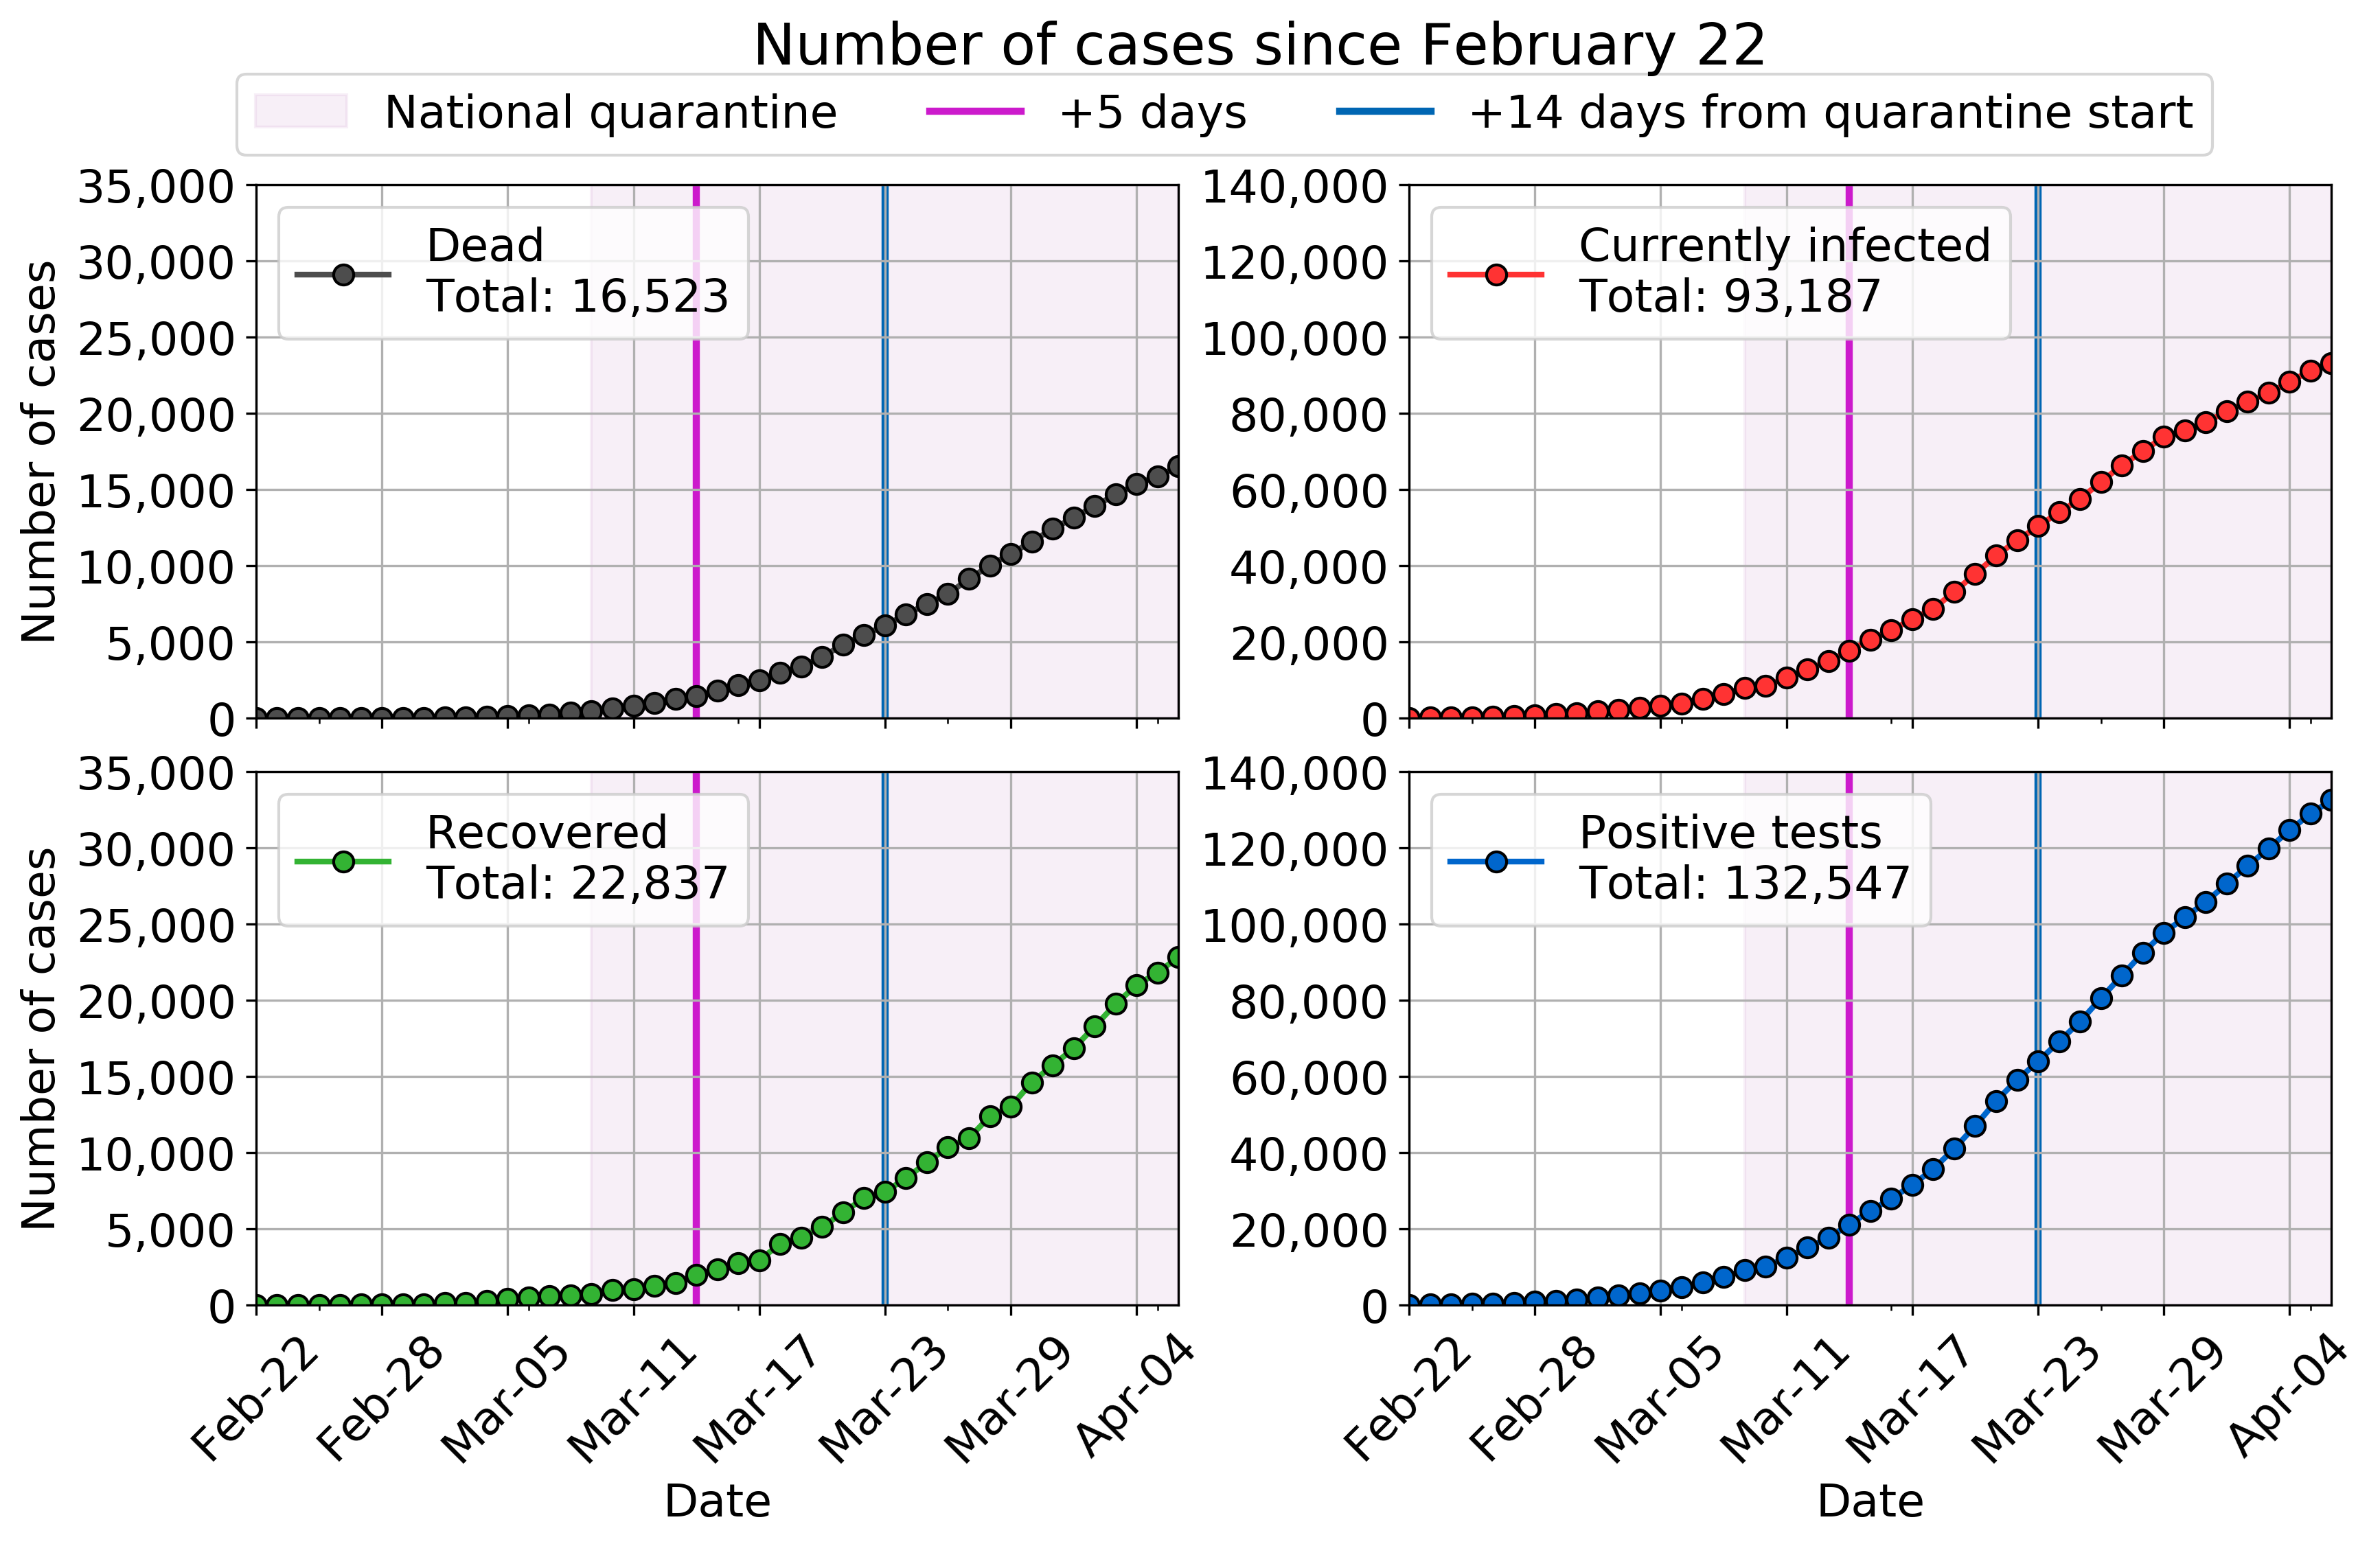 Number of cases since February 22
National quarantine
+5 days
+14 days from quarantine start
Number of cases
35,000
30,000
25,000
20,000
15,000
10,000
5,000
0
Dead
Total: 16,523
140,000
120,000
100,000
80,000
60,000
40,000
20,000
0
Currently infected
Total: 93,187
Number of cases
35,000
30,000
25,000
20,000
15,000
10,000
5,000
0
Recovered
Total: 22,837
Feb-22
Feb-28
Mar-05
Mar-11
Mar-17
Mar-23
Mar-29
Apr-04
Date
140,000
120,000
100,000
80,000
60,000
40,000
20,000
0
Positive tests
Total: 132,547
Feb-22
Feb-28
Mar-05
Mar-11
Mar-17
Mar-23
Mar-29
Apr-04
Date